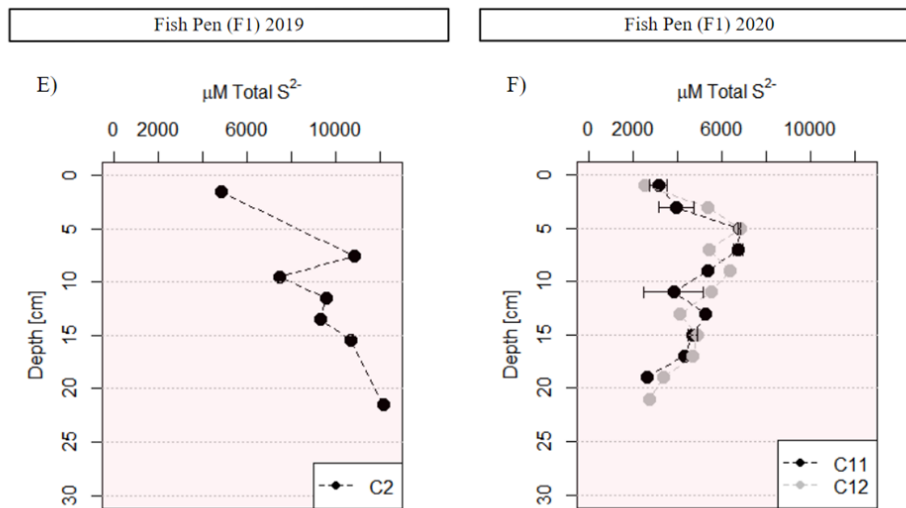 Fish Pen (F1) 2019
Fish Pen (F1) 2020
E)
µM Total S²⁻
0 2000 6000 10000
Depth [cm]
0
5
10
15
20
25
30
C2
F)
µM Total S²⁻
0 2000 6000 10000
Depth [cm]
0
5
10
15
20
25
30
C11
C12